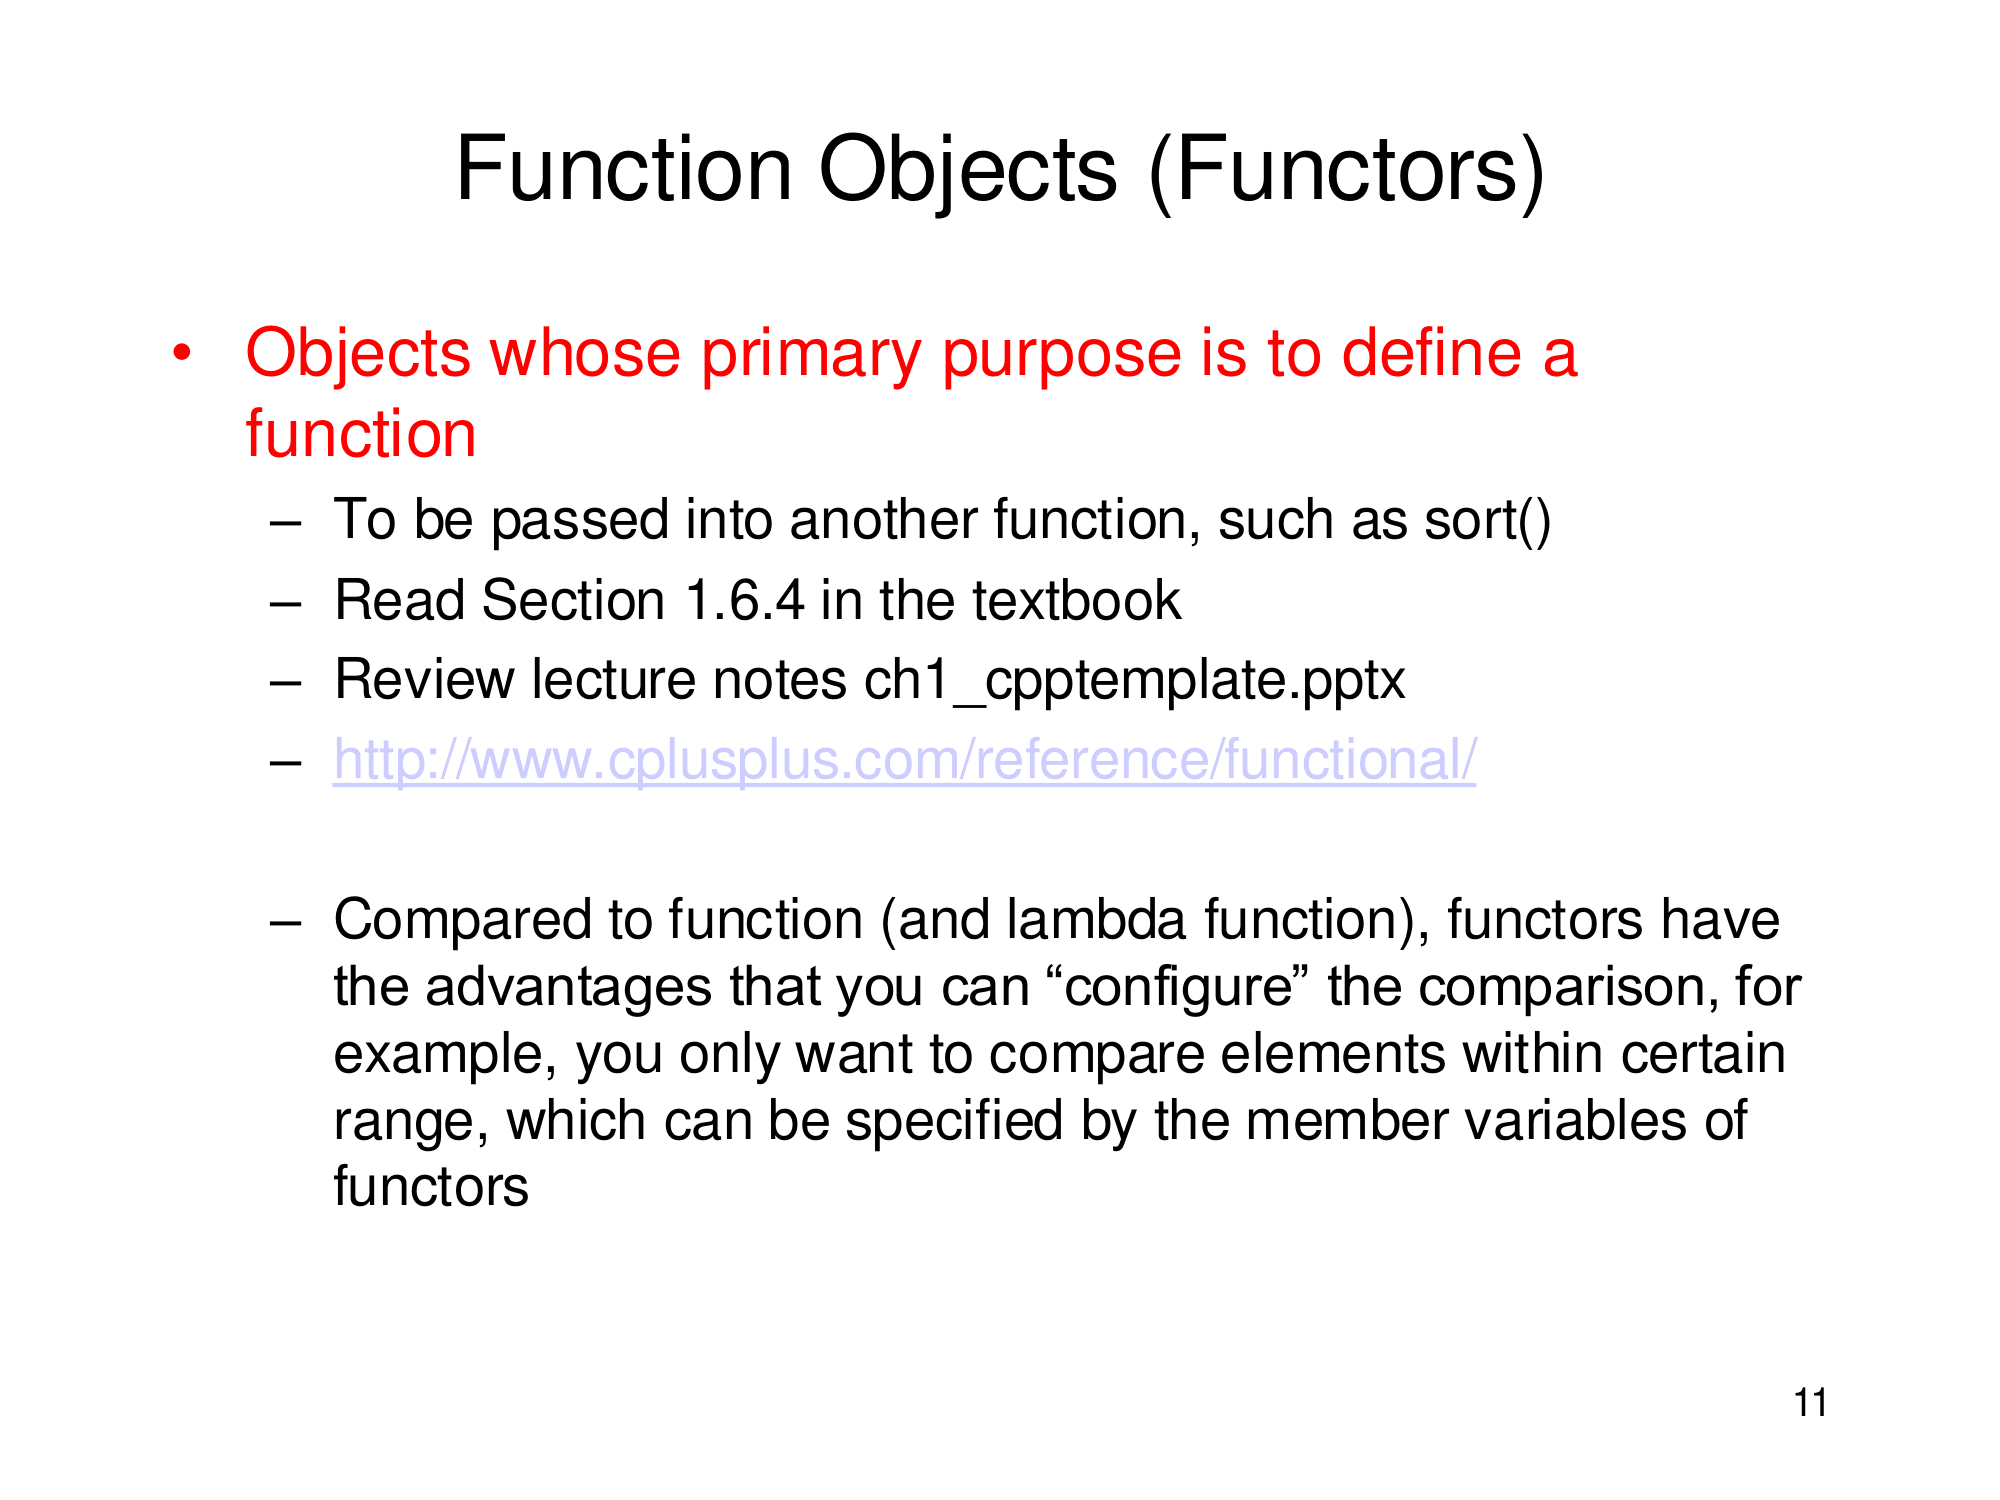 Function Objects (Functors)
• Objects whose primary purpose is to define a
function
– To be passed into another function, such as sort()
– Read Section 1.6.4 in the textbook
– Review lecture notes ch1_cpptemplate.pptx
– http://www.cplusplus.com/reference/functional/
– Compared to function (and lambda function), functors have
the advantages that you can “configure” the comparison, for
example, you only want to compare elements within certain
range, which can be specified by the member variables of
functors
11